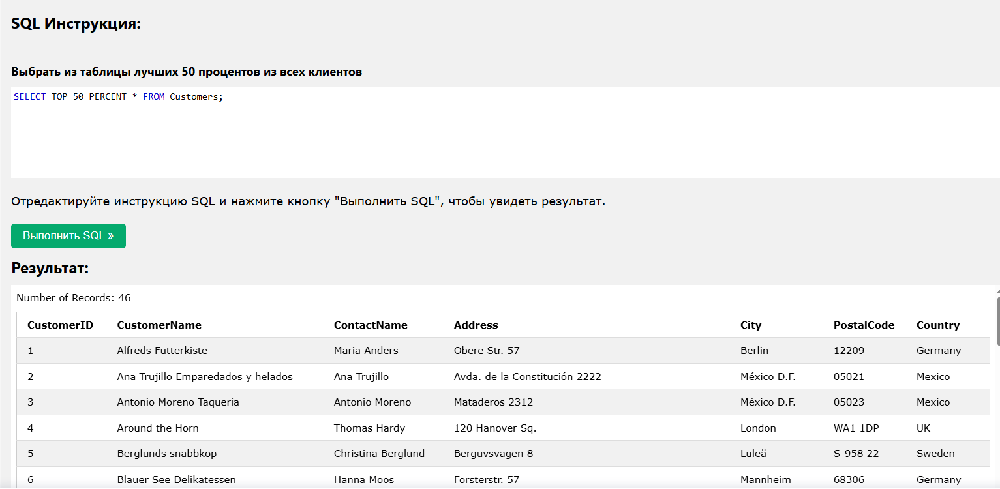 SQL Инструкция:
Выбрать из таблицы лучших 50 процентов из всех клиентов
SELECT TOP 50 PERCENT * FROM Customers;
Отредактируйте инструкцию SQL и нажмите кнопку "Выполнить SQL", чтобы увидеть результат.
Выполнить SQL »
Результат:
Number of Records: 46
CustomerID CustomerName ContactName Address City PostalCode Country
1 Alfreds Futterkiste Maria Anders Obere Str. 57 Berlin 12209 Germany
2 Ana Trujillo Emparedados y helados Ana Trujillo Avda. de la Constitución 2222 México D.F. 05021 Mexico
3 Antonio Moreno Taquería Antonio Moreno Mataderos 2312 México D.F. 05023 Mexico
4 Around the Horn Thomas Hardy 120 Hanover Sq. London WA1 1DP UK
5 Berglunds snabbköp Christina Berglund Berguvsvägen 8 Luleå S-958 22 Sweden
6 Blauer See Delikatessen Hanna Moos Forsterstr. 57 Mannheim 68306 Germany